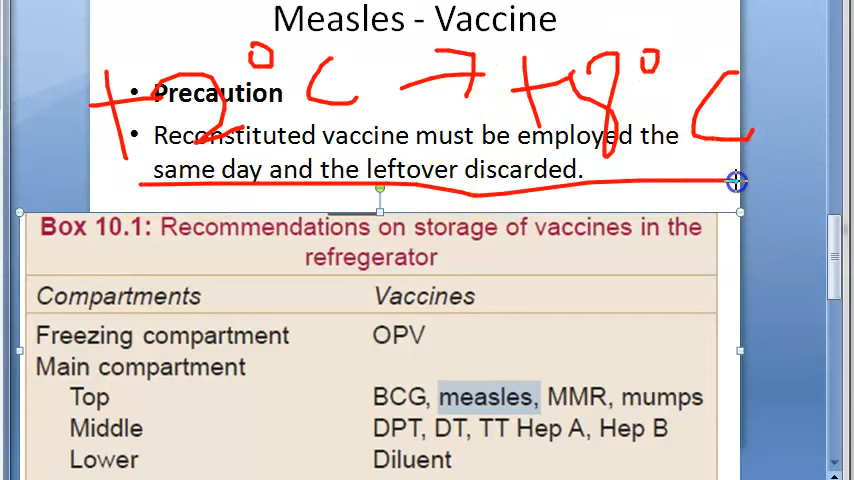 Measles - Vaccine
+2° C → +8° C
• Precaution
• Reconstituted vaccine must be employed the
same day and the leftover discarded.
Box 10.1: Recommendations on storage of vaccines in the
refregerator
Compartments Vaccines
Freezing compartment OPV
Main compartment
Top BCG, measles, MMR, mumps
Middle DPT, DT, TT Hep A, Hep B
Lower Diluent